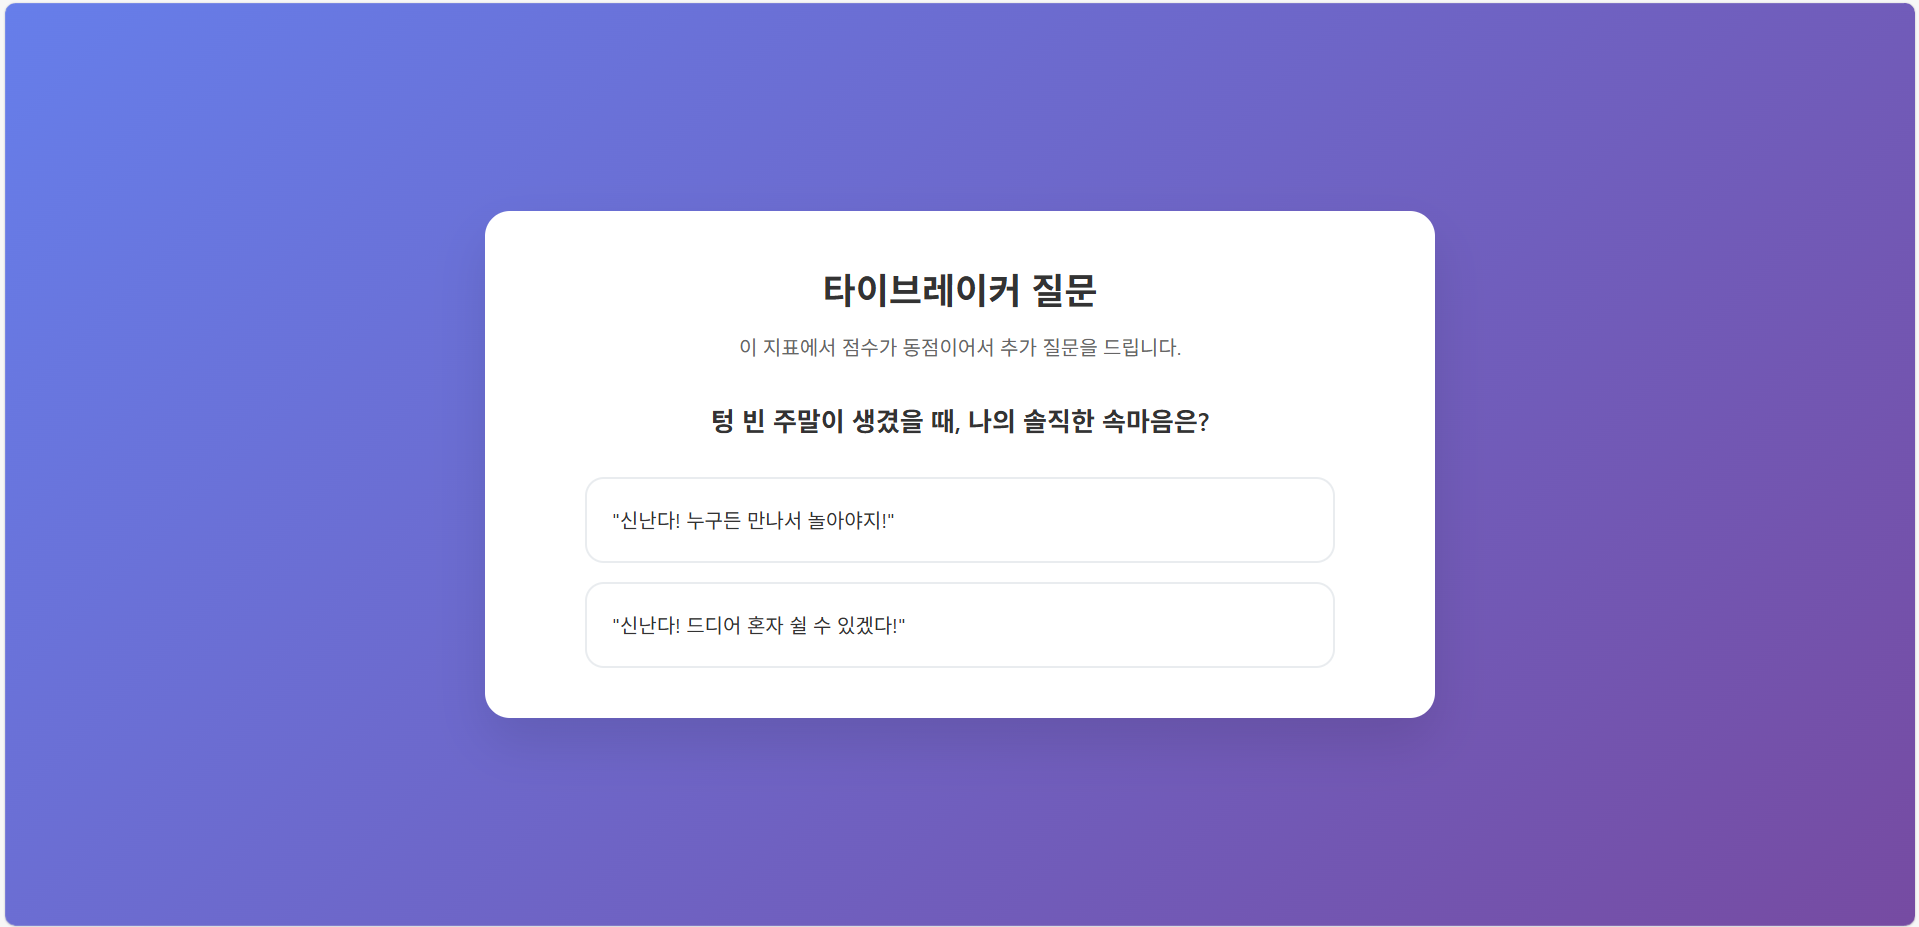 타이브레이커 질문
이 지표에서 점수가 동점이어서 추가 질문을 드립니다.
텅 빈 주말이 생겼을 때, 나의 솔직한 속마음은?
"신난다! 누구든 만나서 놀아야지!"
"신난다! 드디어 혼자 쉴 수 있겠다!"